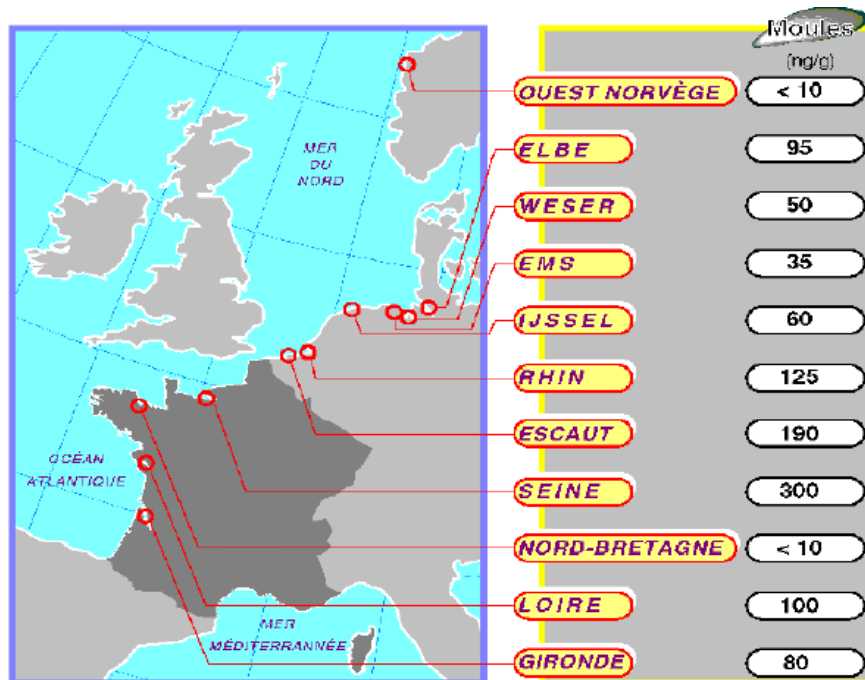 Moules
(ng/g)
OUEST NORVÈGE < 10
ELBE 95
WESER 50
EMS 35
IJSSEL 60
RHIN 125
ESCAUT 190
SEINE 300
NORD-BRETAGNE < 10
LOIRE 100
GIRONDE 80
MER
DU
NORD
OCÉAN
ATLANTIQUE
MER
MÉDITERRANNÉE